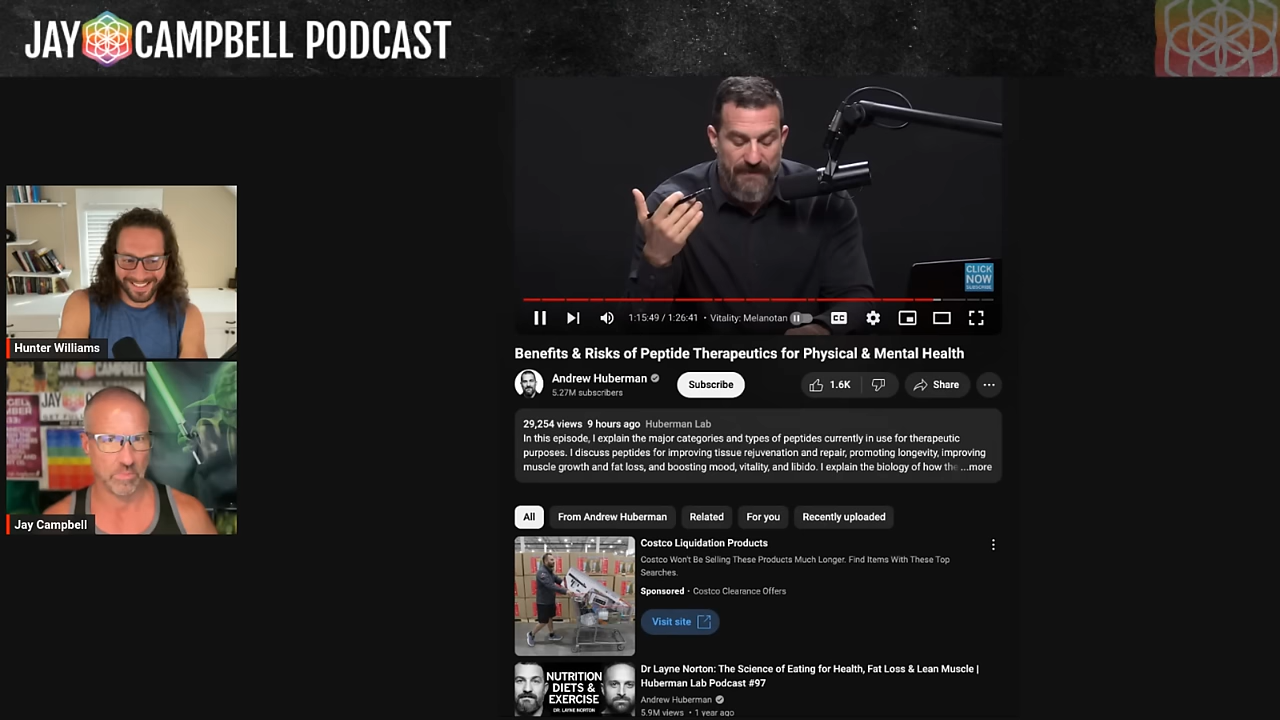 JAY CAMPBELL PODCAST
Hunter Williams
Jay Campbell
CLICK
NOW
SUBSCRIBE
1:15:49 / 1:26:41 • Vitality: Melanotan
CC
Benefits & Risks of Peptide Therapeutics for Physical & Mental Health
Andrew Huberman
5.27M subscribers
Subscribe
1.6K
Share
29,254 views 9 hours ago Huberman Lab
In this episode, I explain the major categories and types of peptides currently in use for therapeutic
purposes. I discuss peptides for improving tissue rejuvenation and repair, promoting longevity, improving
muscle growth and fat loss, and boosting mood, vitality, and libido. I explain the biology of how the ...more
All
From Andrew Huberman
Related
For you
Recently uploaded
Costco Liquidation Products
Costco Won't Be Selling These Products Much Longer. Find Items With These Top
Searches.
Sponsored • Costco Clearance Offers
Visit site
NUTRITION
DIETS &
EXERCISE
DR. LAYNE NORTON
Dr Layne Norton: The Science of Eating for Health, Fat Loss & Lean Muscle |
Huberman Lab Podcast #97
Andrew Huberman
5.9M views • 1 year ago